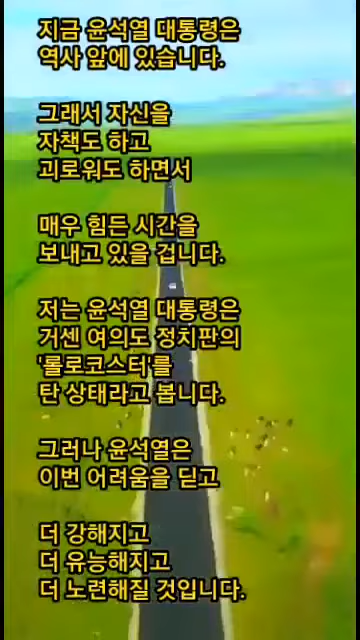 지금 윤석열 대통령은
역사 앞에 있습니다.
그래서 자신을
자책도 하고
괴로워도 하면서
매우 힘든 시간을
보내고 있을 겁니다.
저는 윤석열 대통령은
거센 여의도 정치판의
'롤로코스터'를
탄 상태라고 봅니다.
그러나 윤석열은
이번 어려움을 딛고
더 강해지고
더 유능해지고
더 노련해질 것입니다.